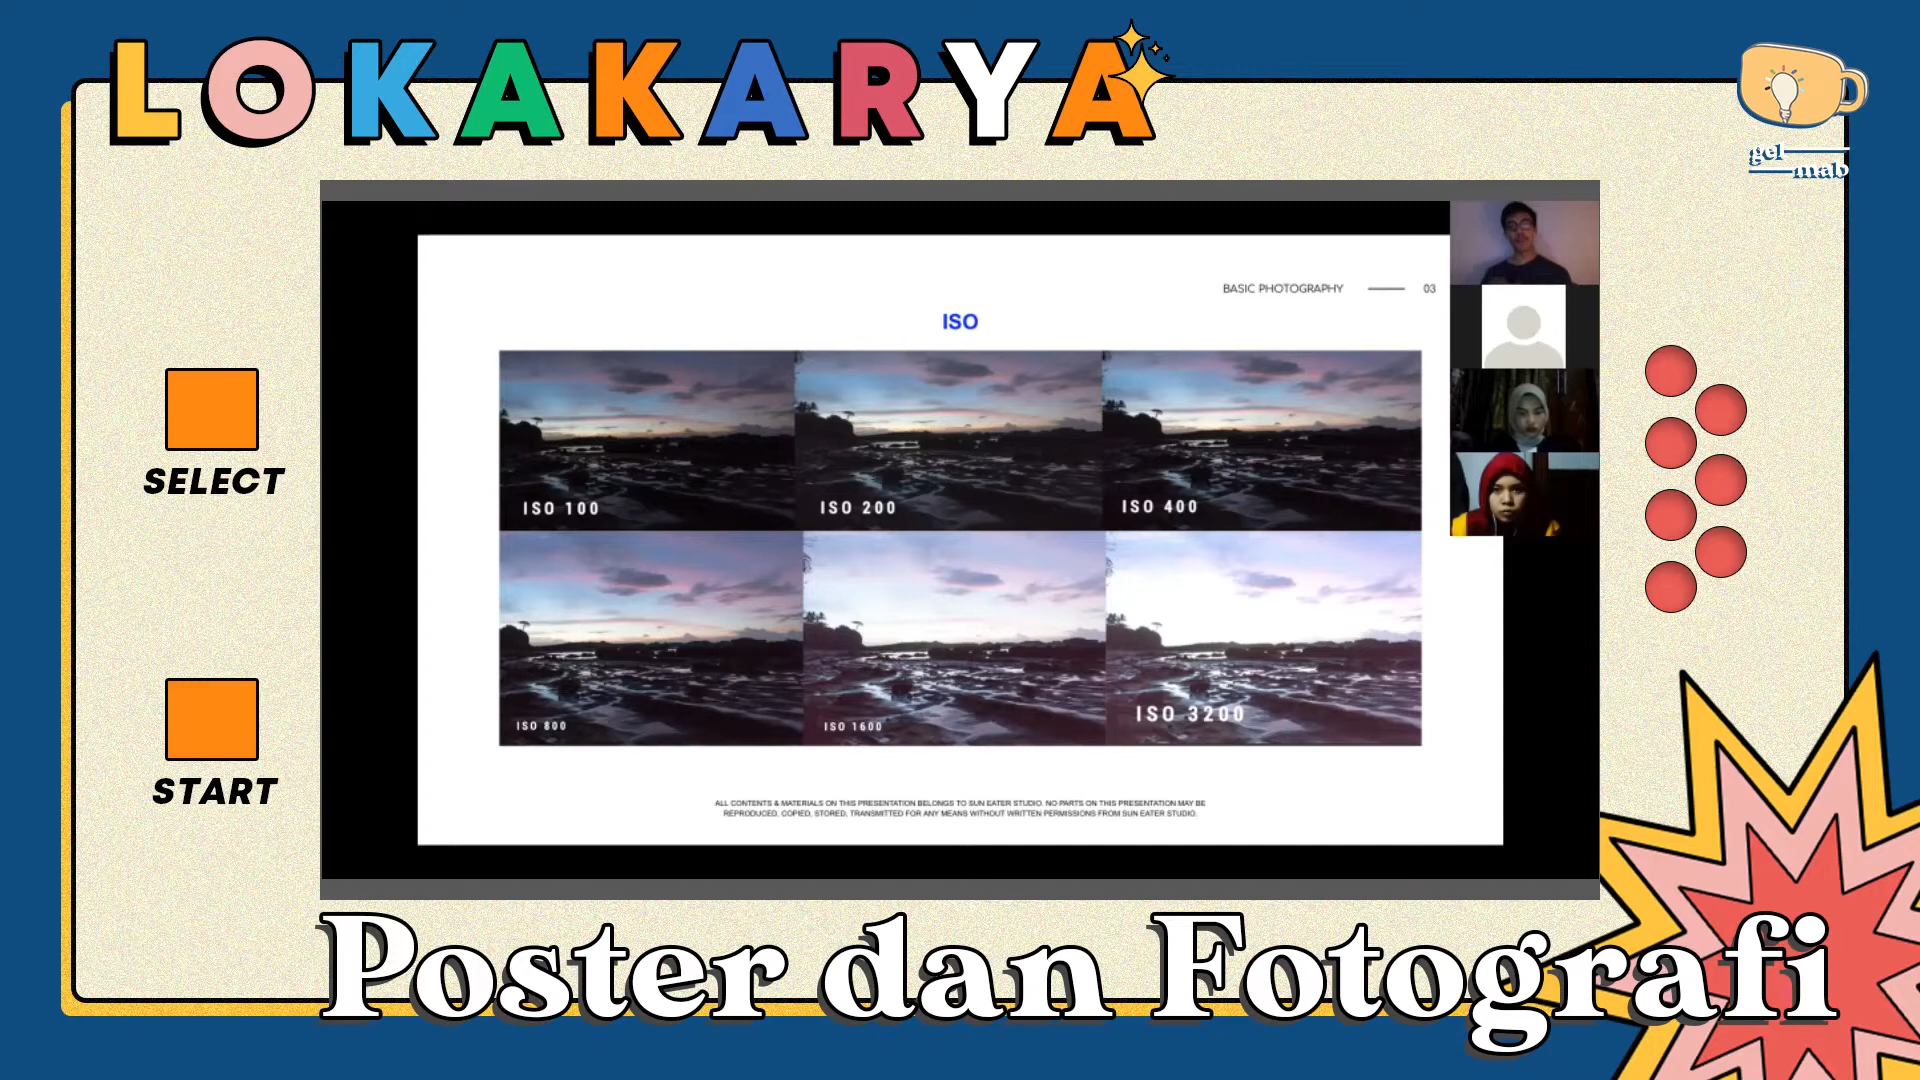 LOKAKARYA
gel
mab
BASIC PHOTOGRAPHY 03
ISO
ISO 100
ISO 200
ISO 400
ISO 800
ISO 1600
ISO 3200
ALL CONTENTS & MATERIALS ON THIS PRESENTATION BELONGS TO SUN EATER STUDIO. NO PARTS ON THIS PRESENTATION MAY BE
REPRODUCED, COPIED, STORED, TRANSMITTED FOR ANY MEANS WITHOUT WRITTEN PERMISSIONS FROM SUN EATER STUDIO.
SELECT
START
Poster dan Fotografi